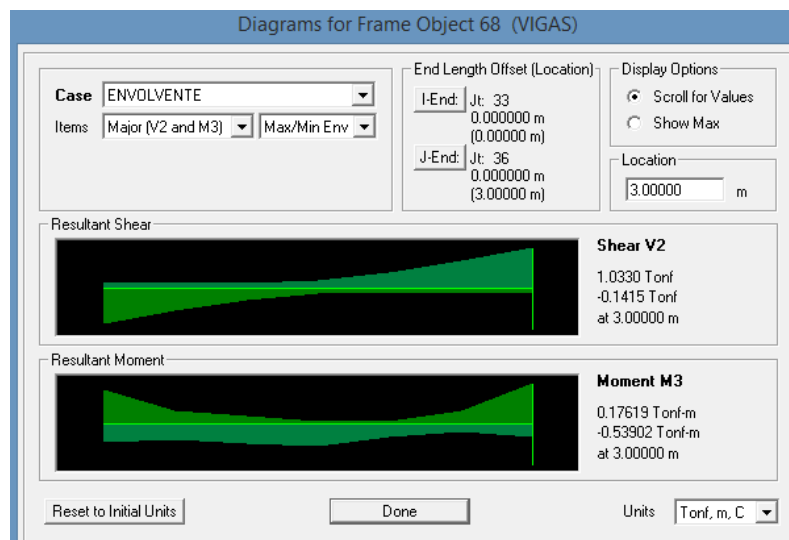 Diagrams for Frame Object 68 (VIGAS)
Case ENVOLVENTE
Items Major (V2 and M3) Max/Min Env
End Length Offset (Location)
I-End: Jt: 33
0.000000 m
(0.00000 m)
J-End: Jt: 36
0.000000 m
(3.00000 m)
Display Options
Scroll for Values
Show Max
Location
3.00000 m
Resultant Shear
Shear V2
1.0330 Tonf
-0.1415 Tonf
at 3.00000 m
Resultant Moment
Moment M3
0.17619 Tonf-m
-0.53902 Tonf-m
at 3.00000 m
Reset to Initial Units
Done
Units Tonf, m, C